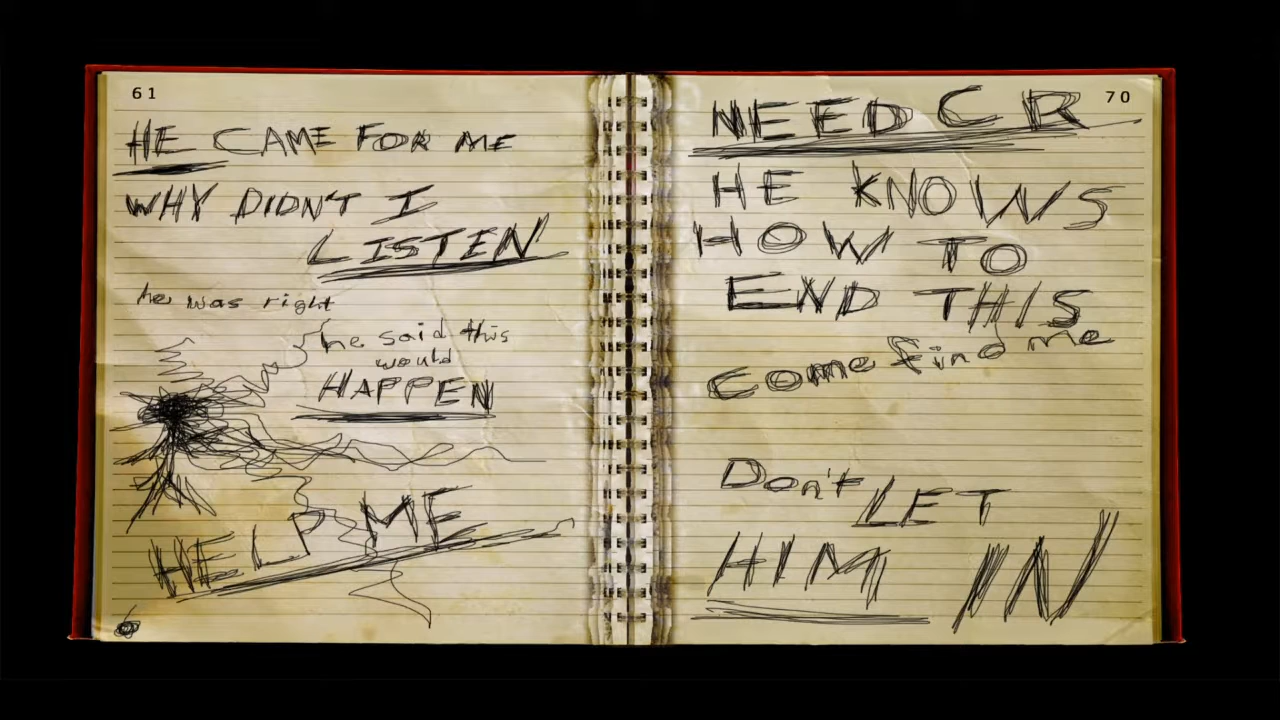 61
HE CAME FOR ME
WHY DIDN'T I
LISTEN
he was right
he said this
would
HAPPEN
HELP ME
70
NEED CR
HE KNOWS
HOW TO
END THIS
come find me
Don't LET
HIM IN